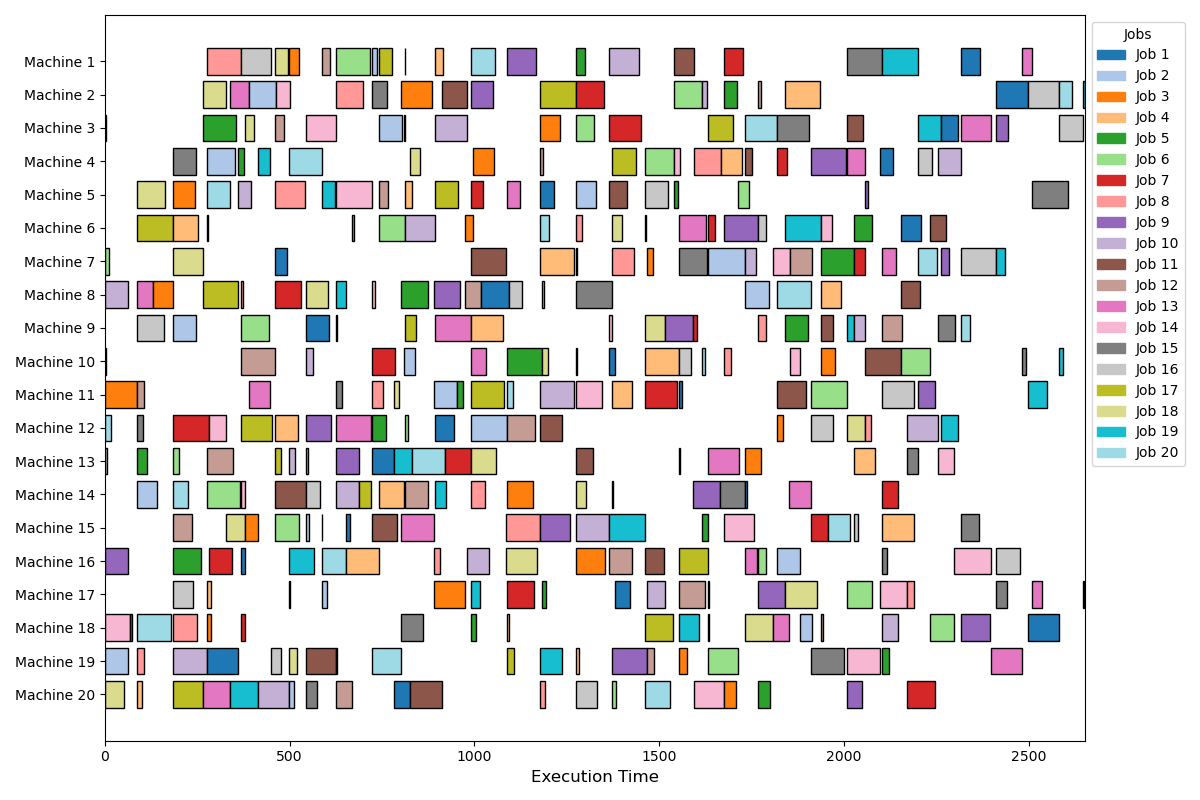 Machine 1
Machine 2
Machine 3
Machine 4
Machine 5
Machine 6
Machine 7
Machine 8
Machine 9
Machine 10
Machine 11
Machine 12
Machine 13
Machine 14
Machine 15
Machine 16
Machine 17
Machine 18
Machine 19
Machine 20
0 500 1000 1500 2000 2500
Execution Time
Jobs
Job 1
Job 2
Job 3
Job 4
Job 5
Job 6
Job 7
Job 8
Job 9
Job 10
Job 11
Job 12
Job 13
Job 14
Job 15
Job 16
Job 17
Job 18
Job 19
Job 20